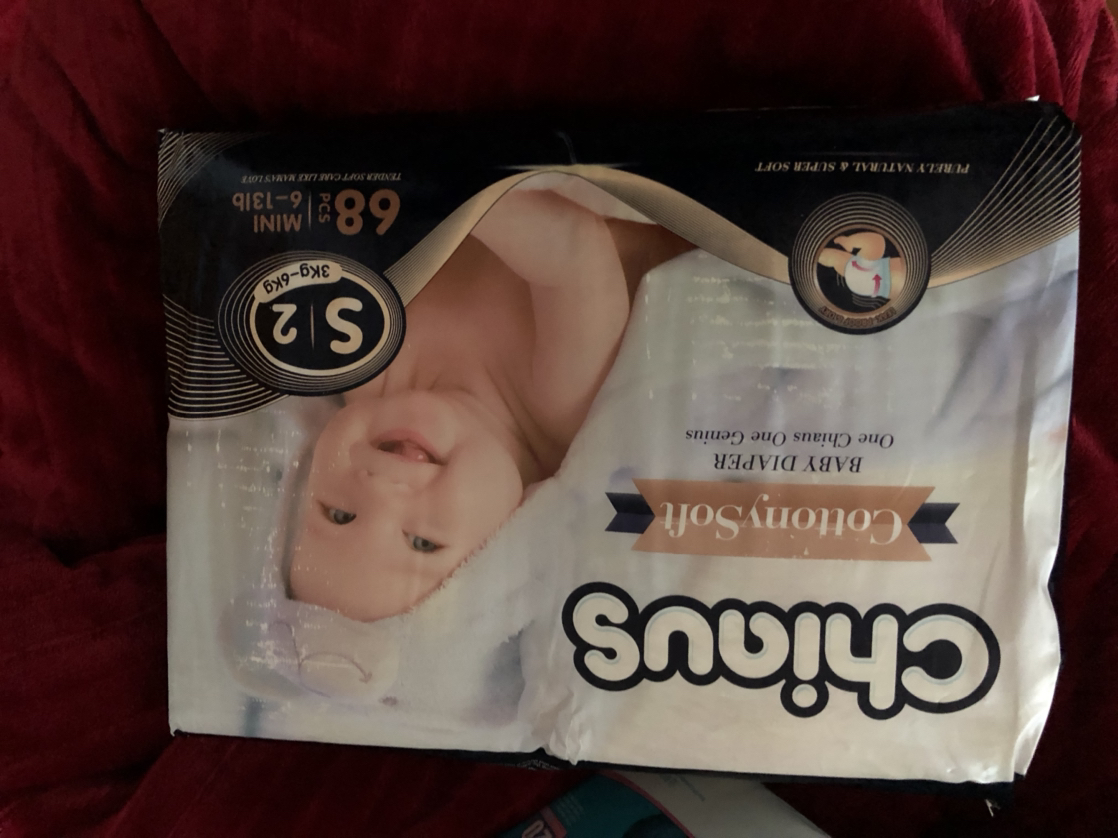 Chiaus
CottonySoft
BABY DIAPER
One Chiaus One Genius
S|2
3Kg-6Kg
68 PCS
MINI
6-13lb
TENDER SOFT CARE LIKE MAMA'S LOVE
PURELY NATURAL & SUPER SOFT